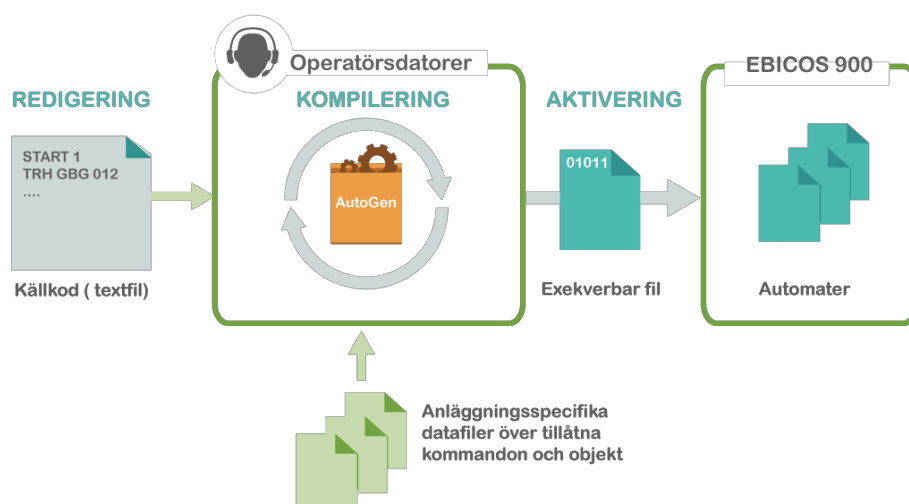 Operatörsdatorer
EBICOS 900
REDIGERING
KOMPILERING
AKTIVERING
START 1
TRH GBG 012
....
AutoGen
01011
Källkod ( textfil)
Exekverbar fil
Automater
Anläggningsspecifika
datafiler över tillåtna
kommandon och objekt